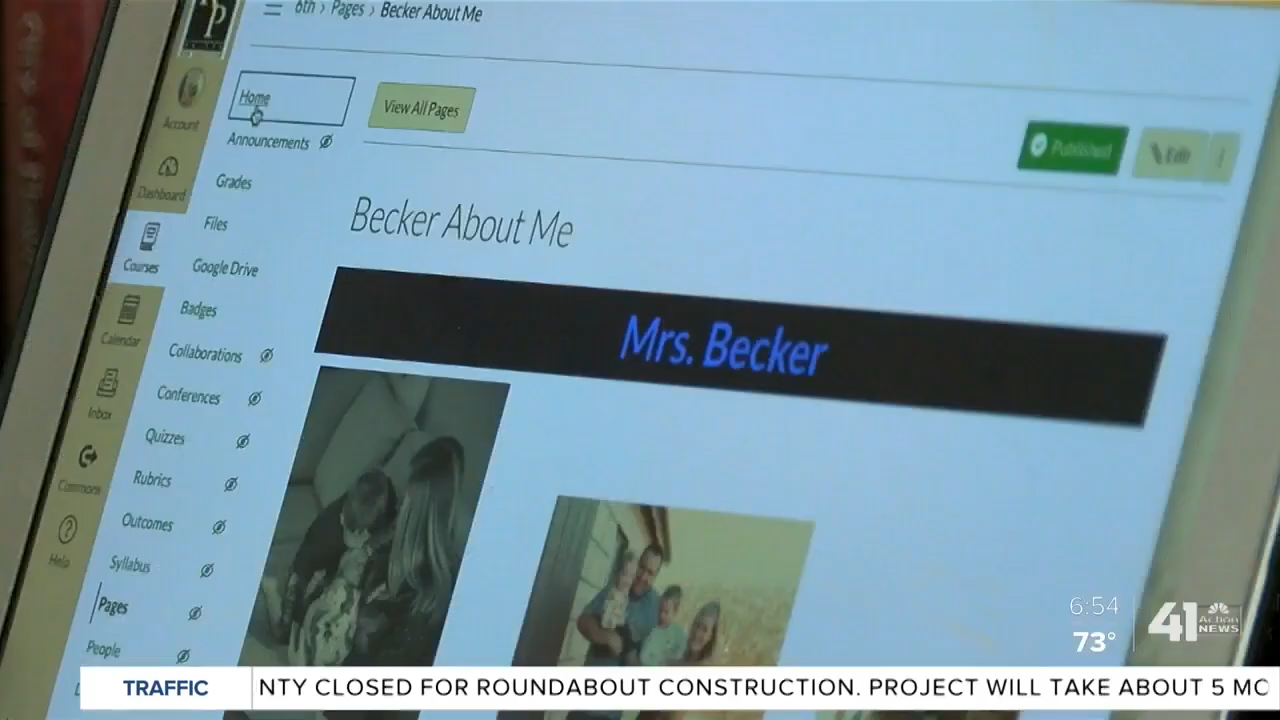 6th > Pages > Becker About Me
Home
View All Pages
Published
Edit
Account
Announcements
Dashboard
Grades
Files
Becker About Me
Courses
Google Drive
Badges
Mrs. Becker
Calendar
Collaborations
Conferences
Inbox
Quizzes
Commons
Rubrics
Outcomes
Help
Syllabus
Pages
People
6:54
73°
41 Action NEWS
TRAFFIC
NTY CLOSED FOR ROUNDABOUT CONSTRUCTION. PROJECT WILL TAKE ABOUT 5 MO